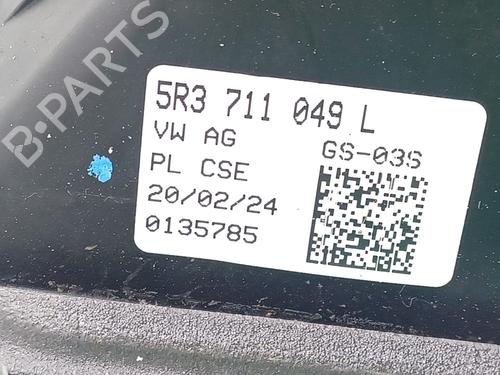 B-PARTS
5R3 711 049 L
VW AG
GS-03S
PL CSE
20/02/24
0135785